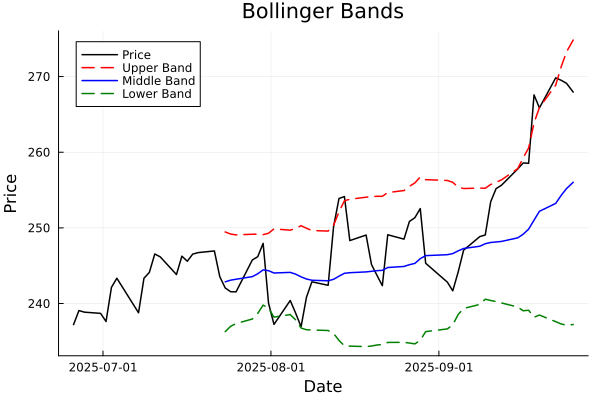 Bollinger Bands
Price
Upper Band
Middle Band
Lower Band
270
260
250
240
Price
2025-07-01
2025-08-01
2025-09-01
Date